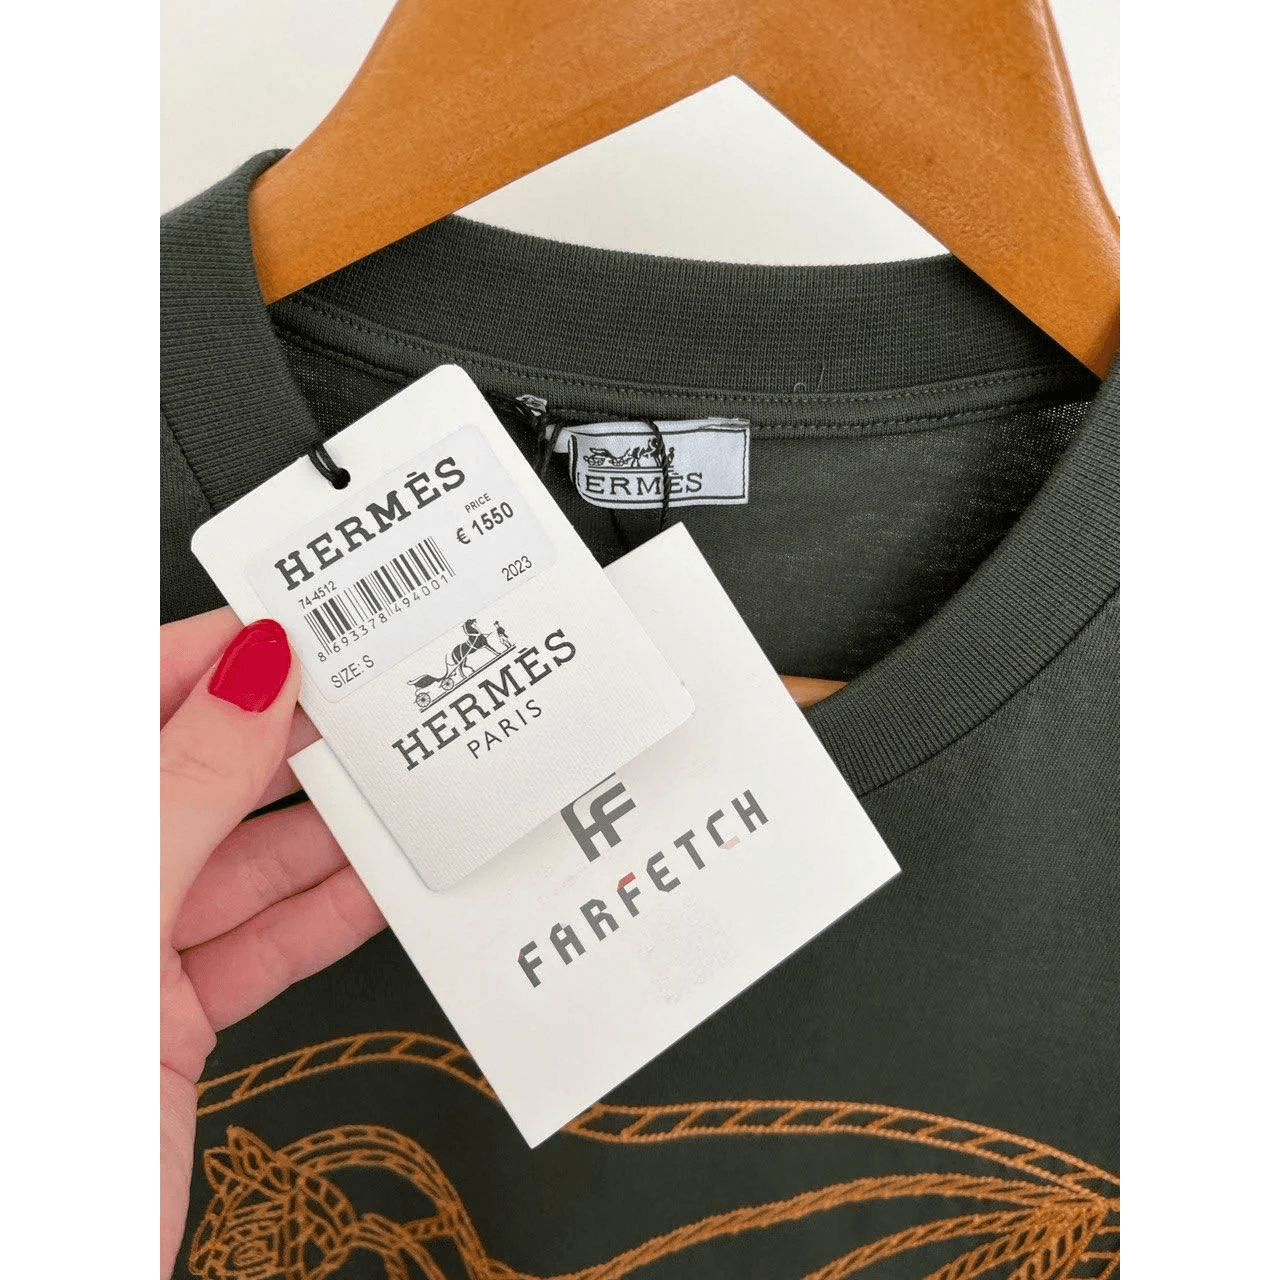 HERMÈS
PRICE
€ 1550
74-4512
8 693378 494001
2023
SIZE: S
HERMÈS
PARIS
HERMÈS
FARFETCH